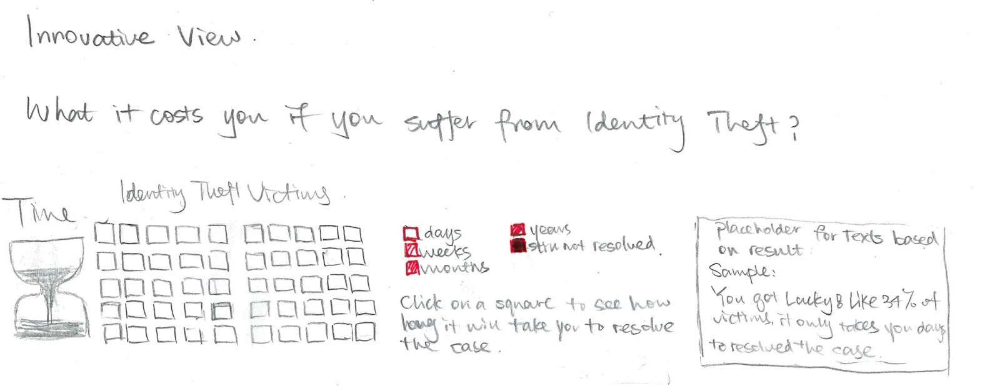 Innovative View.
What it costs you if you suffer from Identity Theft?
Identity Theft Victims.
Time
days
weeks
months
years
still not resolved.
Click on a square to see how
long it will take you to resolve
the case.
Placeholder for Texts based
on result:
Sample:
You got Lucky! Like 34% of
victims, it only takes you days
to resolved the case.